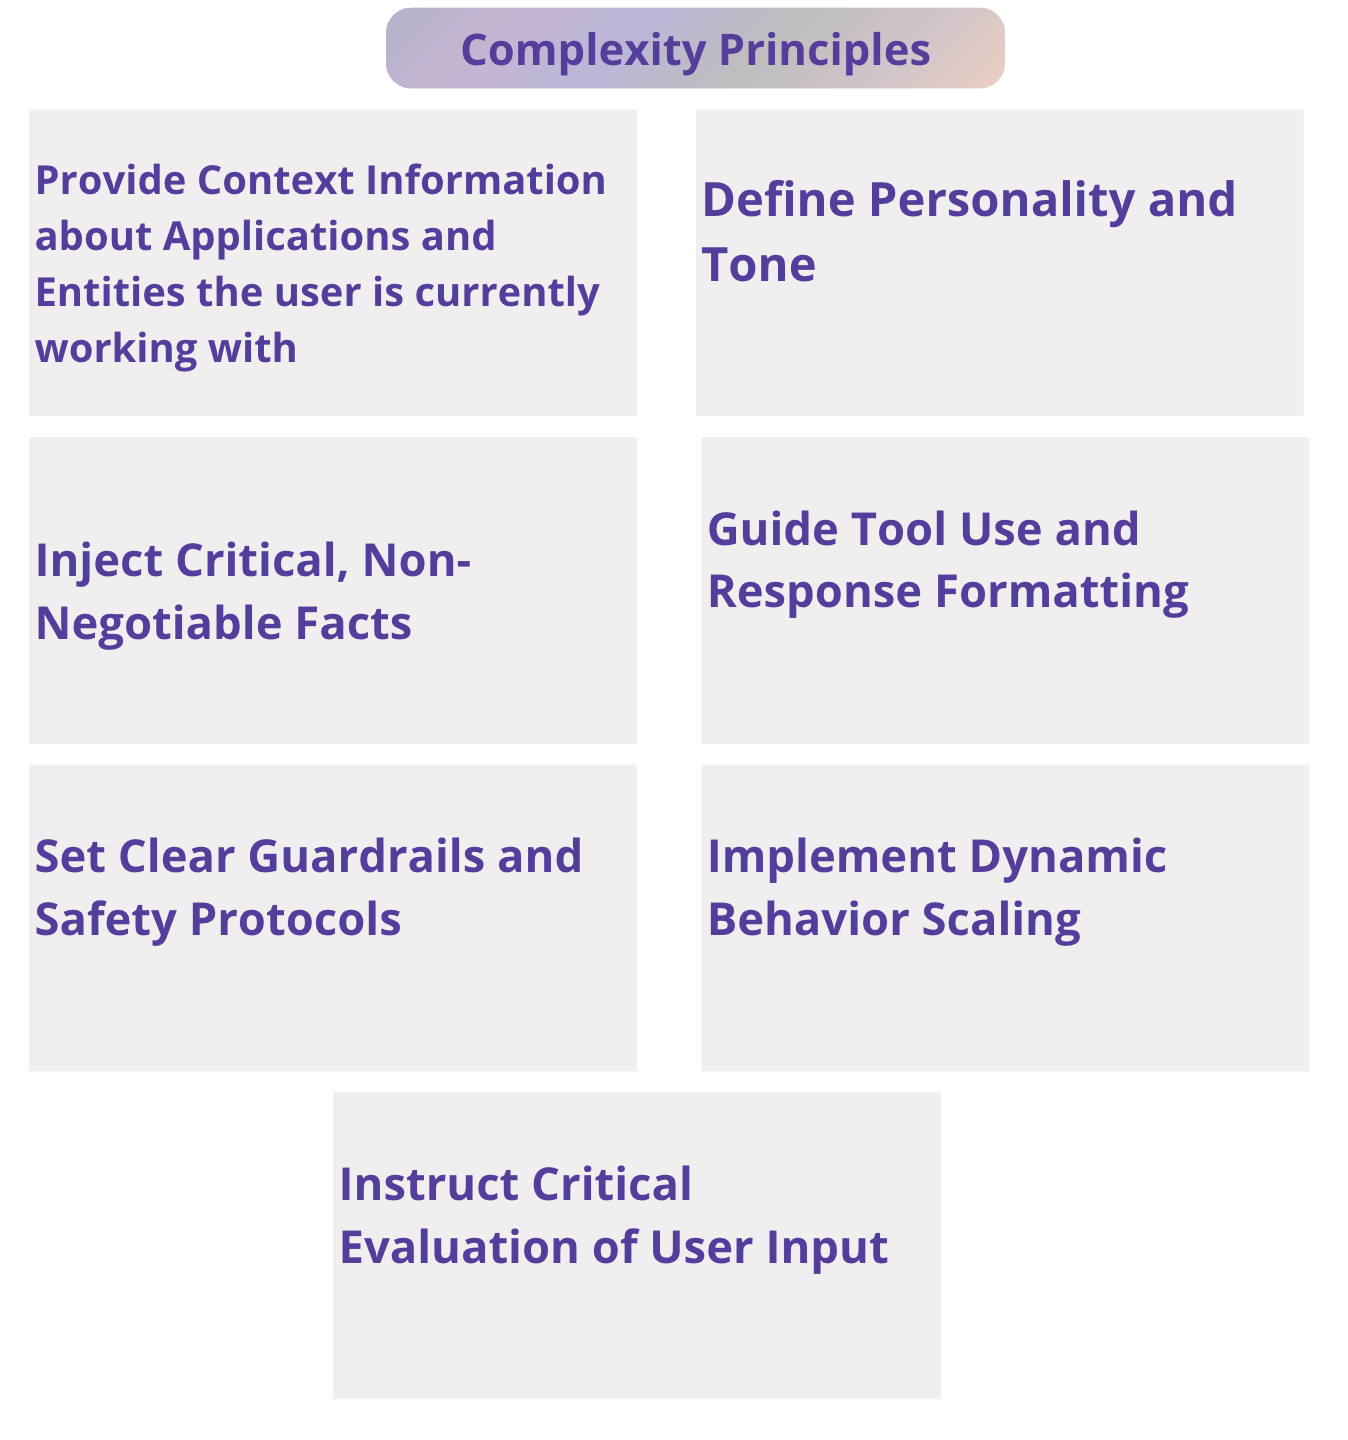 Complexity Principles
Provide Context Information
about Applications and
Entities the user is currently
working with
Define Personality and
Tone
Inject Critical, Non-
Negotiable Facts
Guide Tool Use and
Response Formatting
Set Clear Guardrails and
Safety Protocols
Implement Dynamic
Behavior Scaling
Instruct Critical
Evaluation of User Input